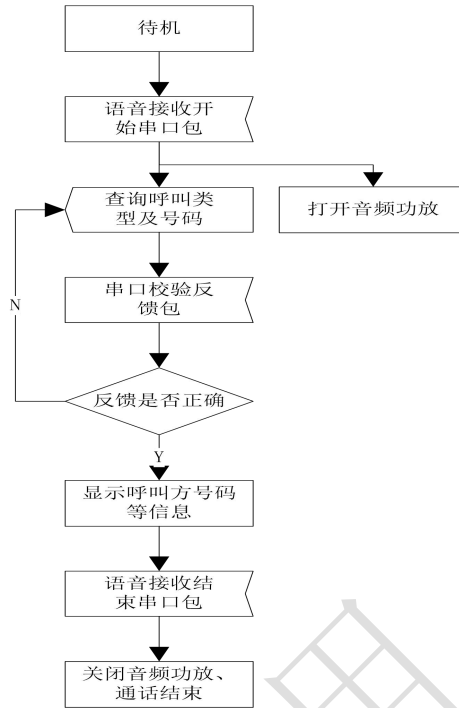 待机
语音接收开
始串口包
查询呼叫类
型及号码
打开音频功放
串口校验反
馈包
N
反馈是否正确
Y
显示呼叫方号码
等信息
语音接收结
束串口包
关闭音频功放、
通话结束